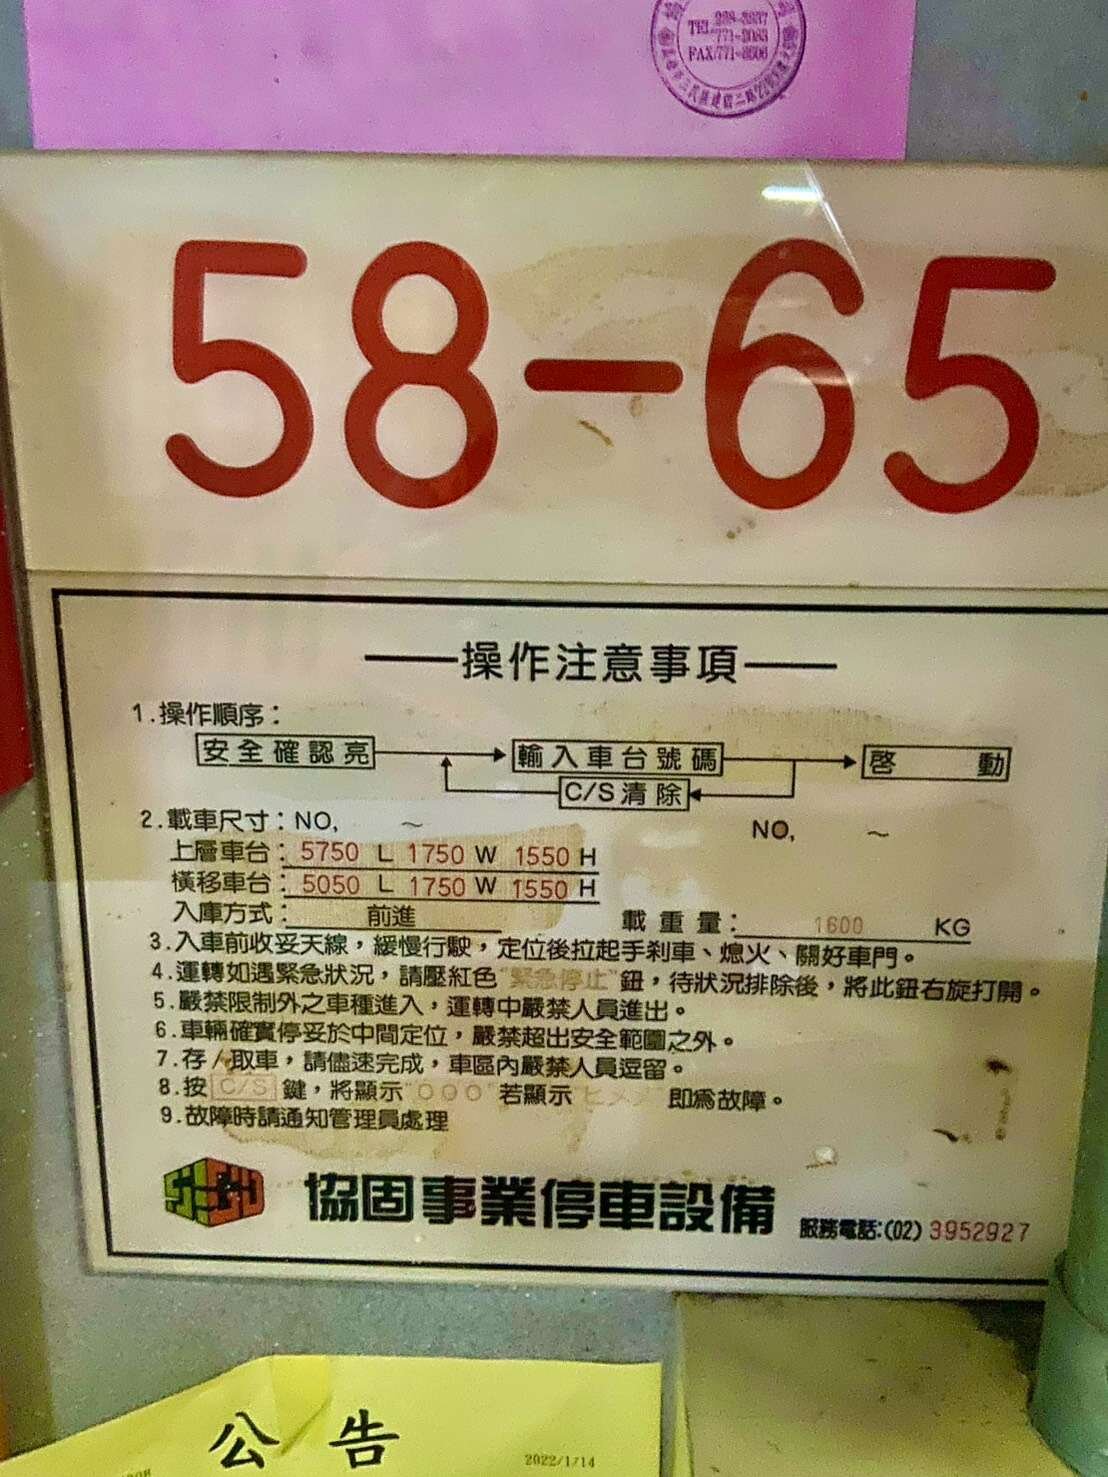 TEL
58-65
操作注意事項
1.操作順序：
安全確認亮 輸入車台號碼 啓動
C/S清除
2.載車尺寸：NO, ～ NO, ～
上層車台：5750 L 1750 W 1550 H
橫移車台：5050 L 1750 W 1550 H
入庫方式：前進 載重量：1600 KG
3.入車前收妥天線，緩慢行駛，定位後拉起手剎車、熄火、關好車門。
4.運轉如遇緊急狀況，請壓紅色"緊急停止"鈕，待狀況排除後，將此鈕右旋打開。
5.嚴禁限制外之車種進入，運轉中嚴禁人員進出。
6.車輛確實停妥於中間定位，嚴禁超出安全範圍之外。
7.存/取車，請儘速完成，車區內嚴禁人員逗留。
8.按 C/S 鍵，將顯示"000"若顯示 即為故障。
9.故障時請通知管理員處理
協固事業停車設備 服務電話:(02) 3952927
公告
2022/1/14